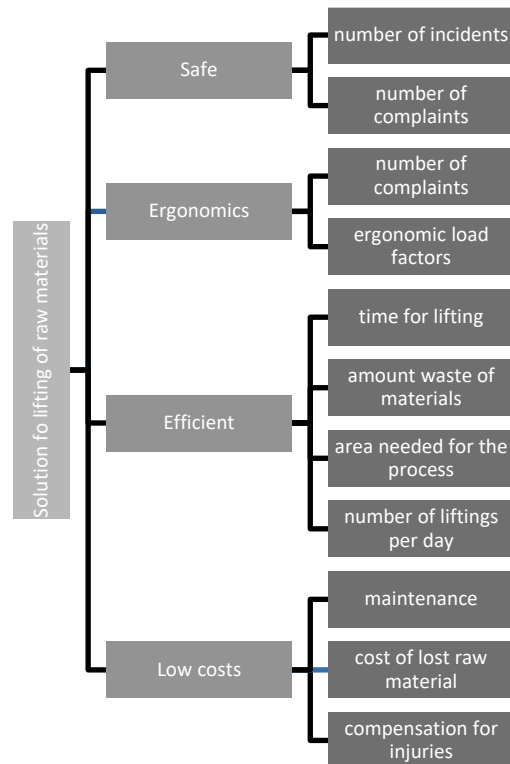 Solution fo lifting of raw materials
Safe
number of incidents
number of
complaints
Ergonomics
number of
complaints
ergonomic load
factors
Efficient
time for lifting
amount waste of
materials
area needed for the
process
number of liftings
per day
Low costs
maintenance
cost of lost raw
material
compensation for
injuries